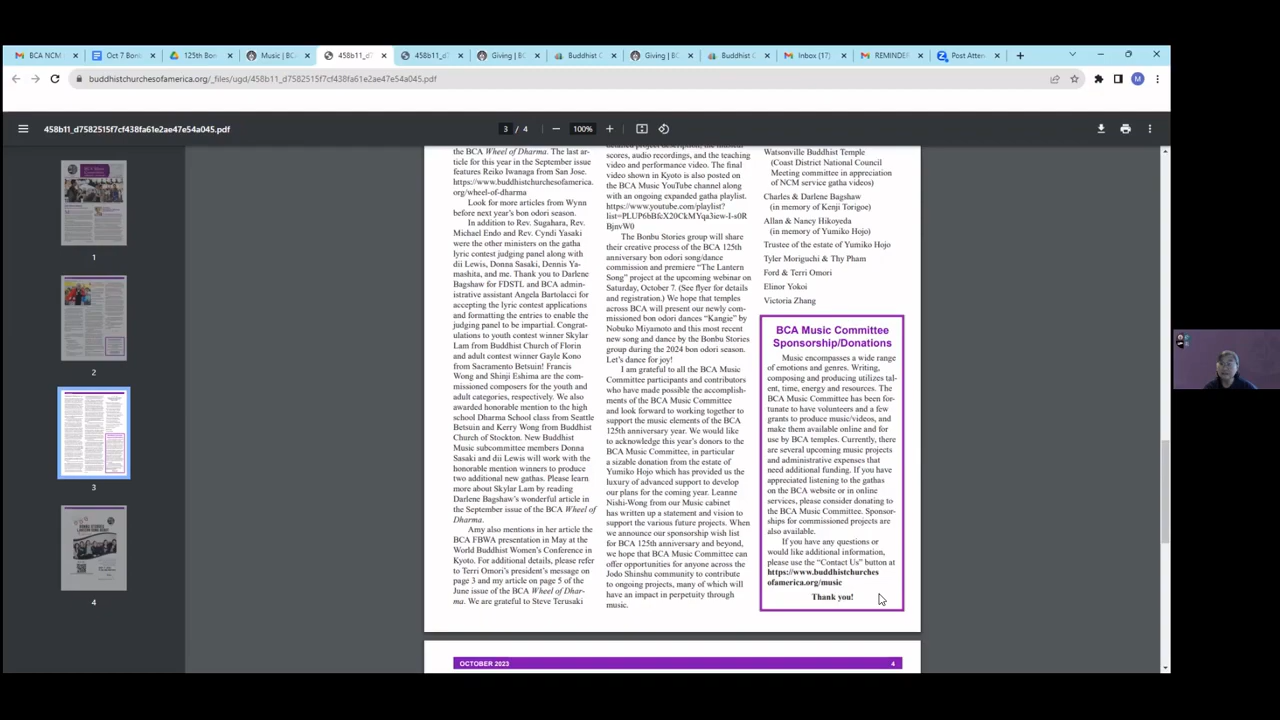 BCA NCM
Oct 7 Bonb
125th Bon
Music | BC
458b11_d7
458b11_d7
Giving | BC
Buddhist C
Giving | BC
Buddhist C
Inbox (17)
REMINDER
Post Atten
buddhistchurchesofamerica.org/_files/ugd/458b11_d7582515f7cf438fa61e2ae47e54a045.pdf
M
458b11_d7582515f7cf438fa61e2ae47e54a045.pdf
3 / 4
100%
1
2
3
4
the BCA Wheel of Dharma. The last ar-
ticle for this year in the September issue
features Reiko Iwanaga from San Jose.
https://www.buddhistchurchesofamerica.
org/wheel-of-dharma
Look for more articles from Wynn
before next year's bon odori season.
In addition to Rev. Sugahara, Rev.
Michael Endo and Rev. Cyndi Yasaki
were the other ministers on the gatha
lyric contest judging panel along with
dii Lewis, Donna Sasaki, Dennis Ya-
mashita, and me. Thank you to Darlene
Bagshaw for FDSTL and BCA admin-
istrative assistant Angela Bartolacci for
accepting the lyric contest applications
and formatting the entries to enable the
judging panel to be impartial. Congrat-
ulations to youth contest winner Skylar
Lam from Buddhist Church of Florin
and adult contest winner Gayle Kono
from Sacramento Betsuin! Francis
Wong and Shinji Eshima are the com-
missioned composers for the youth and
adult categories, respectively. We also
awarded honorable mention to the high
school Dharma School class from Seattle
Betsuin and Kerry Wong from Buddhist
Church of Stockton. New Buddhist
Music subcommittee members Donna
Sasaki and dii Lewis will work with the
honorable mention winners to produce
two additional new gathas. Please learn
more about Skylar Lam by reading
Darlene Bagshaw's wonderful article in
the September issue of the BCA Wheel of
Dharma.
Amy also mentions in her article the
BCA FBWA presentation in May at the
World Buddhist Women's Conference in
Kyoto. For additional details, please refer
to Terri Omori's president's message on
page 3 and my article on page 5 of the
June issue of the BCA Wheel of Dhar-
ma. We are grateful to Steve Terusaki
detailed project description, the musical
scores, audio recordings, and the teaching
video and performance video. The final
video shown in Kyoto is also posted on
the BCA Music YouTube channel along
with an ongoing expanded gatha playlist.
https://www.youtube.com/playlist?
list=PLUP6bBfcX20CkMYqa3iew-I-s0R
BjnvW0
The Bonbu Stories group will share
their creative process of the BCA 125th
anniversary bon odori song/dance
commission and premiere “The Lantern
Song” project at the upcoming webinar on
Saturday, October 7. (See flyer for details
and registration.) We hope that temples
across BCA will present our newly com-
missioned bon odori dances “Kangie” by
Nobuko Miyamoto and this most recent
new song and dance by the Bonbu Stories
group during the 2024 bon odori season.
Let's dance for joy!
I am grateful to all the BCA Music
Committee participants and contributors
who have made possible the accomplish-
ments of the BCA Music Committee
and look forward to working together to
support the music elements of the BCA
125th anniversary year. We would like
to acknowledge this year's donors to the
BCA Music Committee, in particular
a sizable donation from the estate of
Yumiko Hojo which has provided us the
luxury of advanced support to develop
our plans for the coming year. Leanne
Nishi-Wong from our Music cabinet
has written up a statement and vision to
support the various future projects. When
we announce our sponsorship wish list
for BCA 125th anniversary and beyond,
we hope that BCA Music Committee can
offer opportunities for anyone across the
Jodo Shinshu community to contribute
to ongoing projects, many of which will
have an impact in perpetuity through
music.
Watsonville Buddhist Temple
(Coast District National Council
Meeting committee in appreciation
of NCM service gatha videos)
Charles & Darlene Bagshaw
(in memory of Kenji Torigoe)
Allan & Nancy Hikoyeda
(in memory of Yumiko Hojo)
Trustee of the estate of Yumiko Hojo
Tyler Moriguchi & Thy Pham
Ford & Terri Omori
Elinor Yokoi
Victoria Zhang
BCA Music Committee
Sponsorship/Donations
Music encompasses a wide range
of emotions and genres. Writing,
composing and producing utilizes tal-
ent, time, energy and resources. The
BCA Music Committee has been for-
tunate to have volunteers and a few
grants to produce music/videos, and
make them available online and for
use by BCA temples. Currently, there
are several upcoming music projects
and administrative expenses that
need additional funding. If you have
appreciated listening to the gathas
on the BCA website or in online
services, please consider donating to
the BCA Music Committee. Sponsor-
ships for commissioned projects are
also available.
If you have any questions or
would like additional information,
please use the “Contact Us” button at
https://www.buddhistchurches
ofamerica.org/music
Thank you!
OCTOBER 2023
4